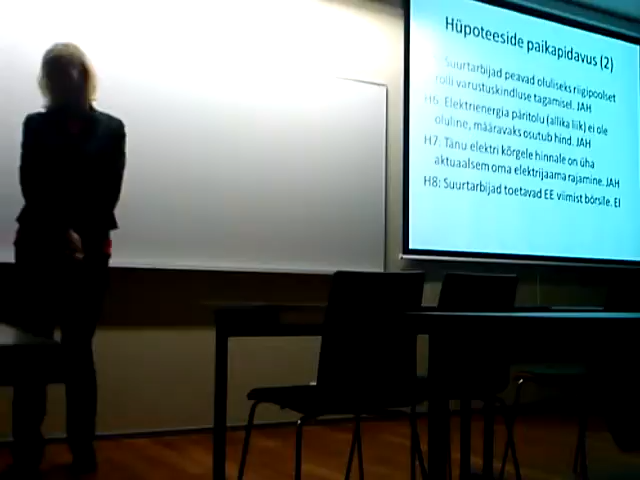 Hüpoteeside paikapidavus (2)
Suurtarbijad peavad oluliseks riigipoolset
rolli varustuskindluse tagamisel. JAH
H6: Elektrienergia päritolu (allika liik) ei ole
oluline, määravaks osutub hind. JAH
H7: Tänu elektri kõrgele hinnale on üha
aktuaalsem oma elektrijaama rajamine. JAH
H8: Suurtarbijad toetavad EE viimist börsile. EI